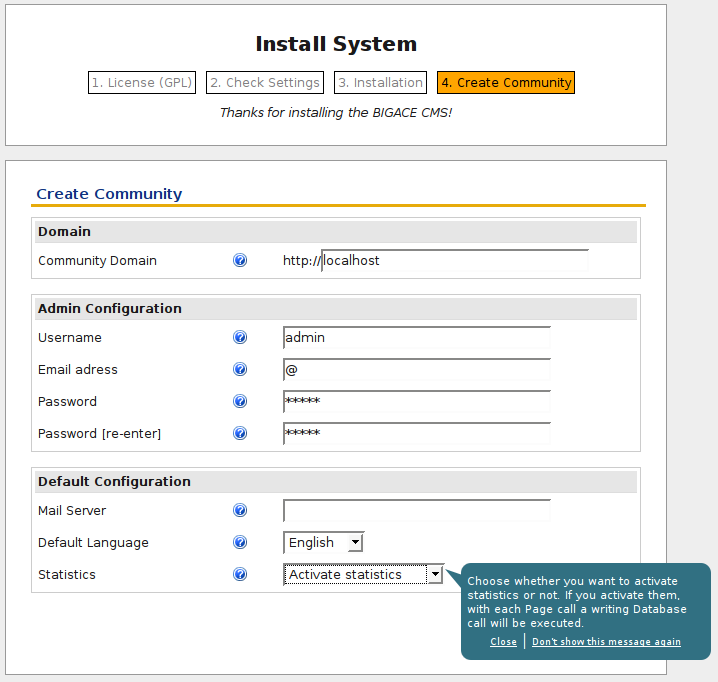 Install System
1. License (GPL) 2. Check Settings 3. Installation 4. Create Community
Thanks for installing the BIGACE CMS!
Create Community
Domain
Community Domain ? http://localhost
Admin Configuration
Username ? admin
Email adress ? @
Password ? *****
Password [re-enter] ? *****
Default Configuration
Mail Server ?
Default Language ? English
Statistics ? Activate statistics
Choose whether you want to activate
statistics or not. If you activate them,
with each Page call a writing Database
call will be executed.
Close | Don't show this message again